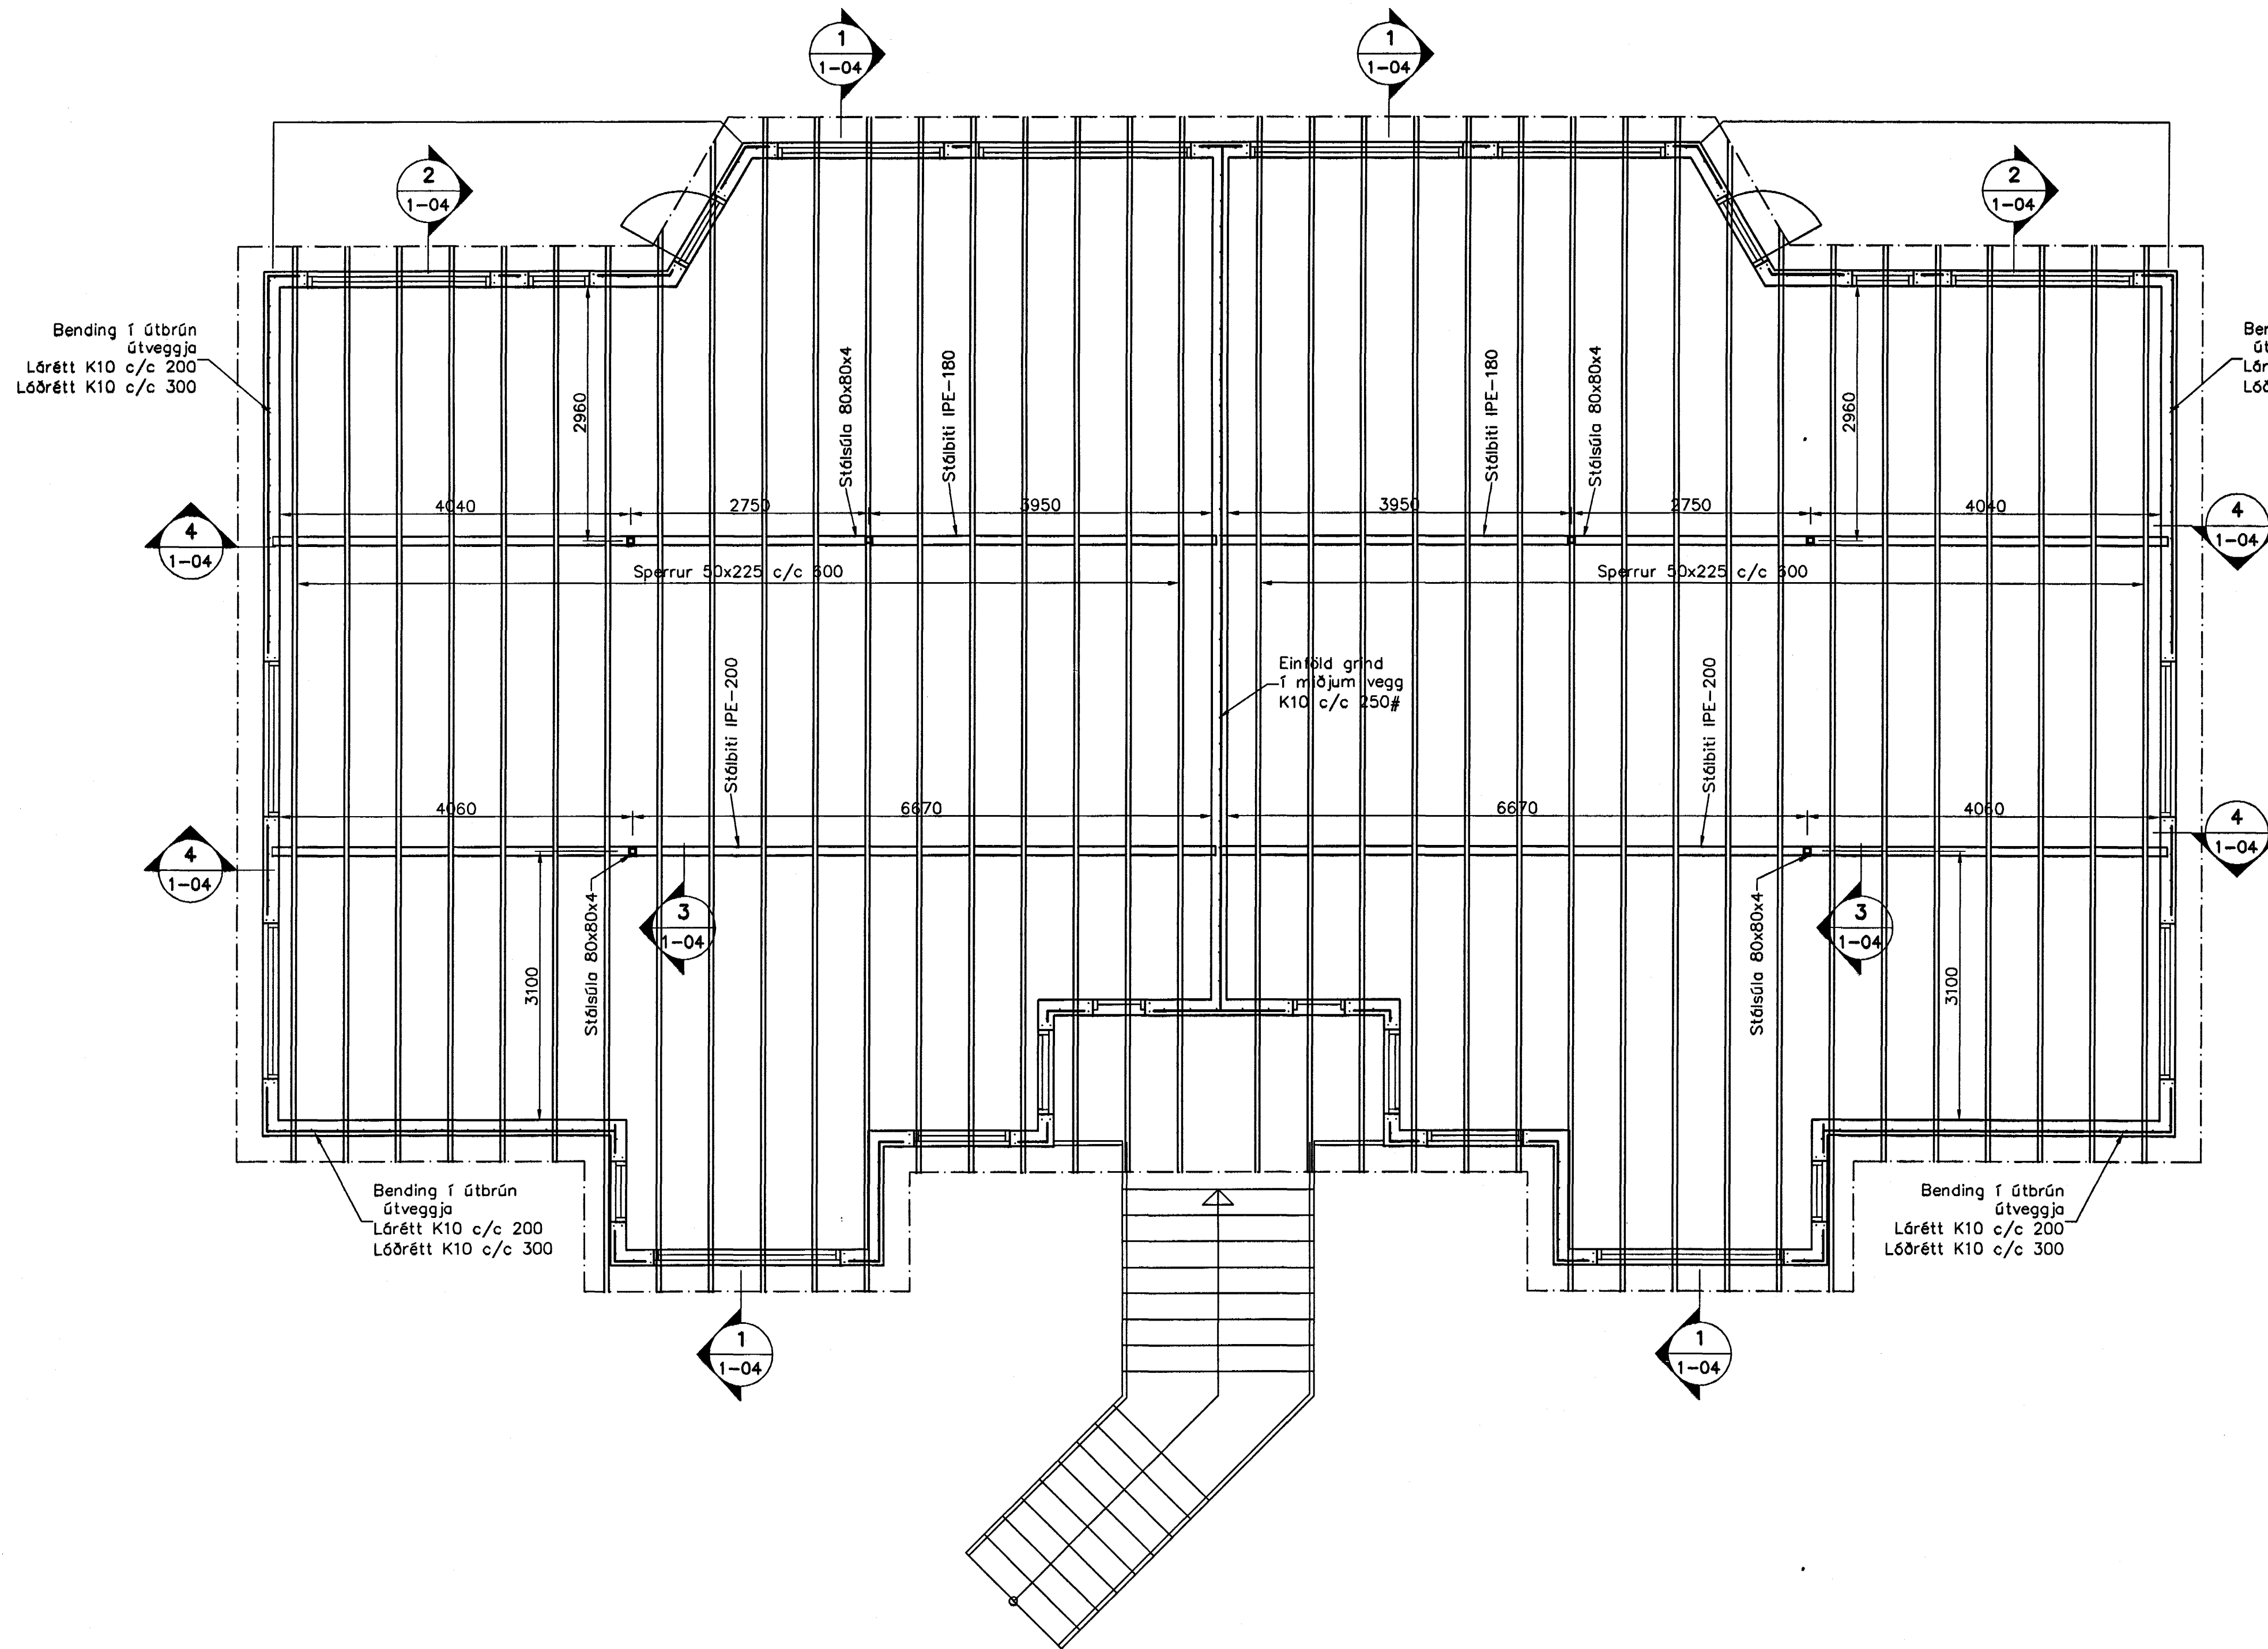 1
1-04
1
1-04
2
1-04
2
1-04
Bending í útbrún
útveggja
Lárétt K10 c/c 200
Lóðrétt K10 c/c 300
2960
Stálsúla 80x80x4
Stálbiti IPE-180
Stálbiti IPE-180
Stálsúla 80x80x4
2960
4
1-04
4040
2750
3950
3950
2750
4040
4
1-04
Sperrur 50x225 c/c 600
Sperrur 50x225 c/c 600
Einföld grind
í miðjum vegg
K10 c/c 250#
Stálbiti IPE-200
Stálbiti IPE-200
4060
6670
6670
4060
4
1-04
4
1-04
3100
Stálsúla 80x80x4
3
1-04
Stálsúla 80x80x4
3
1-04
3100
Bending í útbrún
útveggja
Lárétt K10 c/c 200
Lóðrétt K10 c/c 300
Bending í útbrún
útveggja
Lárétt K10 c/c 200
Lóðrétt K10 c/c 300
1
1-04
1
1-04